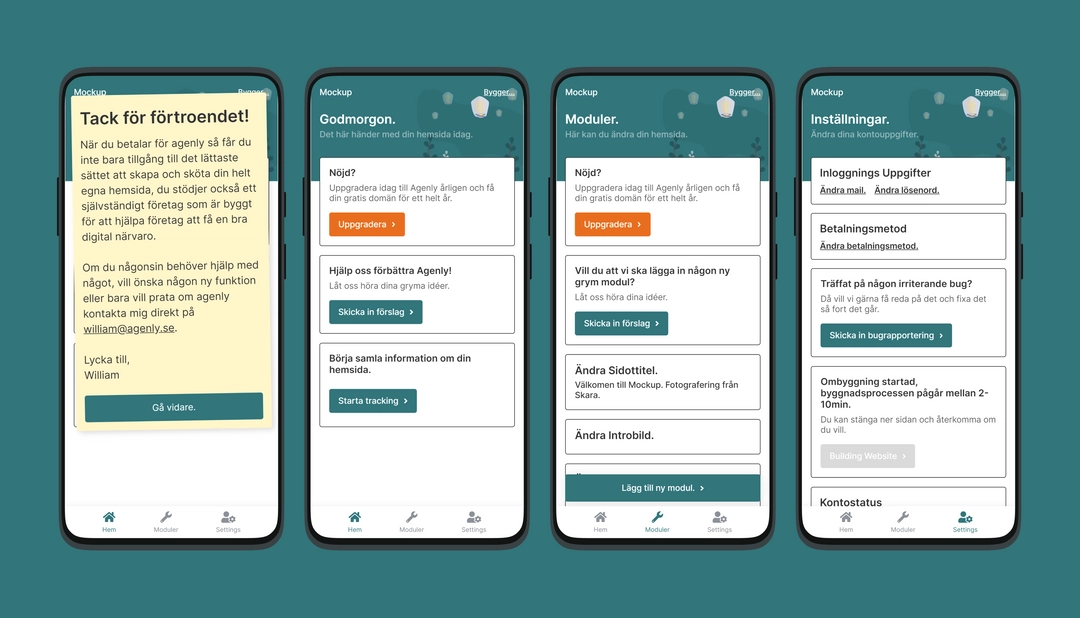 Mockup
Bygger...
Tack för förtroendet!
När du betalar för agenly så får du
inte bara tillgång till det lättaste
sättet att skapa och sköta din helt
egna hemsida, du stödjer också ett
självständigt företag som är byggt
för att hjälpa företag att få en bra
digital närvaro.
Om du någonsin behöver hjälp med
något, vill önska någon ny funktion
eller bara vill prata om agenly
kontakta mig direkt på
william@agenly.se.
Lycka till,
William
Gå vidare.
Hem
Moduler
Settings
Mockup
Bygger...
Godmorgon.
Det här händer med din hemsida idag.
Nöjd?
Uppgradera idag till Agenly årligen och få
din gratis domän för ett helt år.
Uppgradera
Hjälp oss förbättra Agenly!
Låt oss höra dina gryma idéer.
Skicka in förslag
Börja samla information om din
hemsida.
Starta tracking
Hem
Moduler
Settings
Mockup
Bygger...
Moduler.
Här kan du ändra din hemsida.
Nöjd?
Uppgradera idag till Agenly årligen och få
din gratis domän för ett helt år.
Uppgradera
Vill du att vi ska lägga in någon ny
grym modul?
Låt oss höra dina idéer.
Skicka in förslag
Ändra Sidottitel.
Välkomen till Mockup. Fotografering från
Skara.
Ändra Introbild.
Lägg till ny modul.
Hem
Moduler
Settings
Mockup
Bygger...
Inställningar.
Ändra dina kontouppgifter.
Inloggnings Uppgifter
Ändra mail. Ändra lösenord.
Betalningsmetod
Ändra betalningsmetod.
Träffat på någon irriterande bug?
Då vill vi gärna få reda på det och fixa det
så fort det går.
Skicka in bugrapportering
Ombyggning startad,
byggnadsprocessen pågår mellan 2-
10min.
Du kan stänga ner sidan och återkomma om
du vill.
Building Website
Kontostatus
Hem
Moduler
Settings